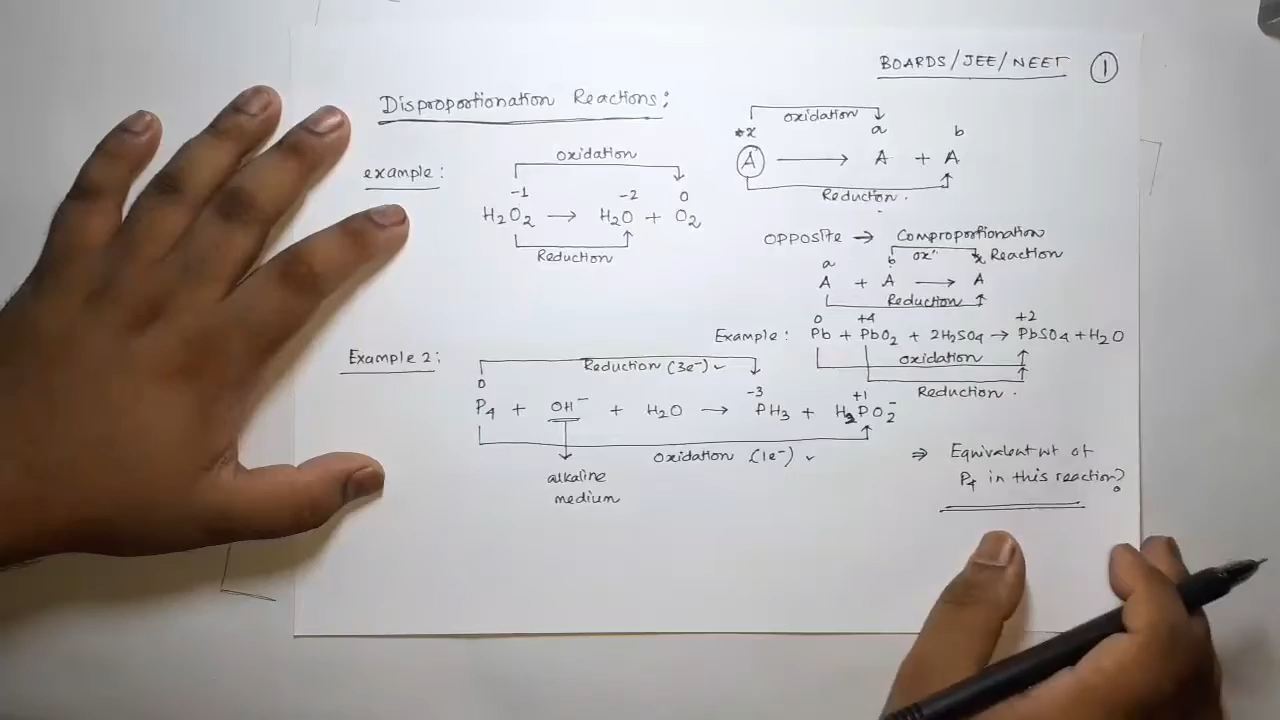 BOARDS/JEE/NEET 1
Disproportionation Reactions:
oxidation
x a b
A → A + A
Reduction.
example:
oxidation
-1 -2 0
H₂O₂ → H₂O + O₂
Reduction
OPPOSITE → Comproportionation
Reaction
oxⁿ
a b x
A + A → A
Reduction
Example:
0 +4 +2
Pb + PbO₂ + 2H₂SO₄ → PbSO₄ + H₂O
oxidation
Reduction.
Example 2:
Reduction (3e⁻) ✓
0 -3 +1
P₄ + OH⁻ + H₂O → PH₃ + H₂PO₂⁻
Oxidation (1e⁻) ✓
alkaline
medium
⇒ Equivalent wt of
P₄ in this reaction?